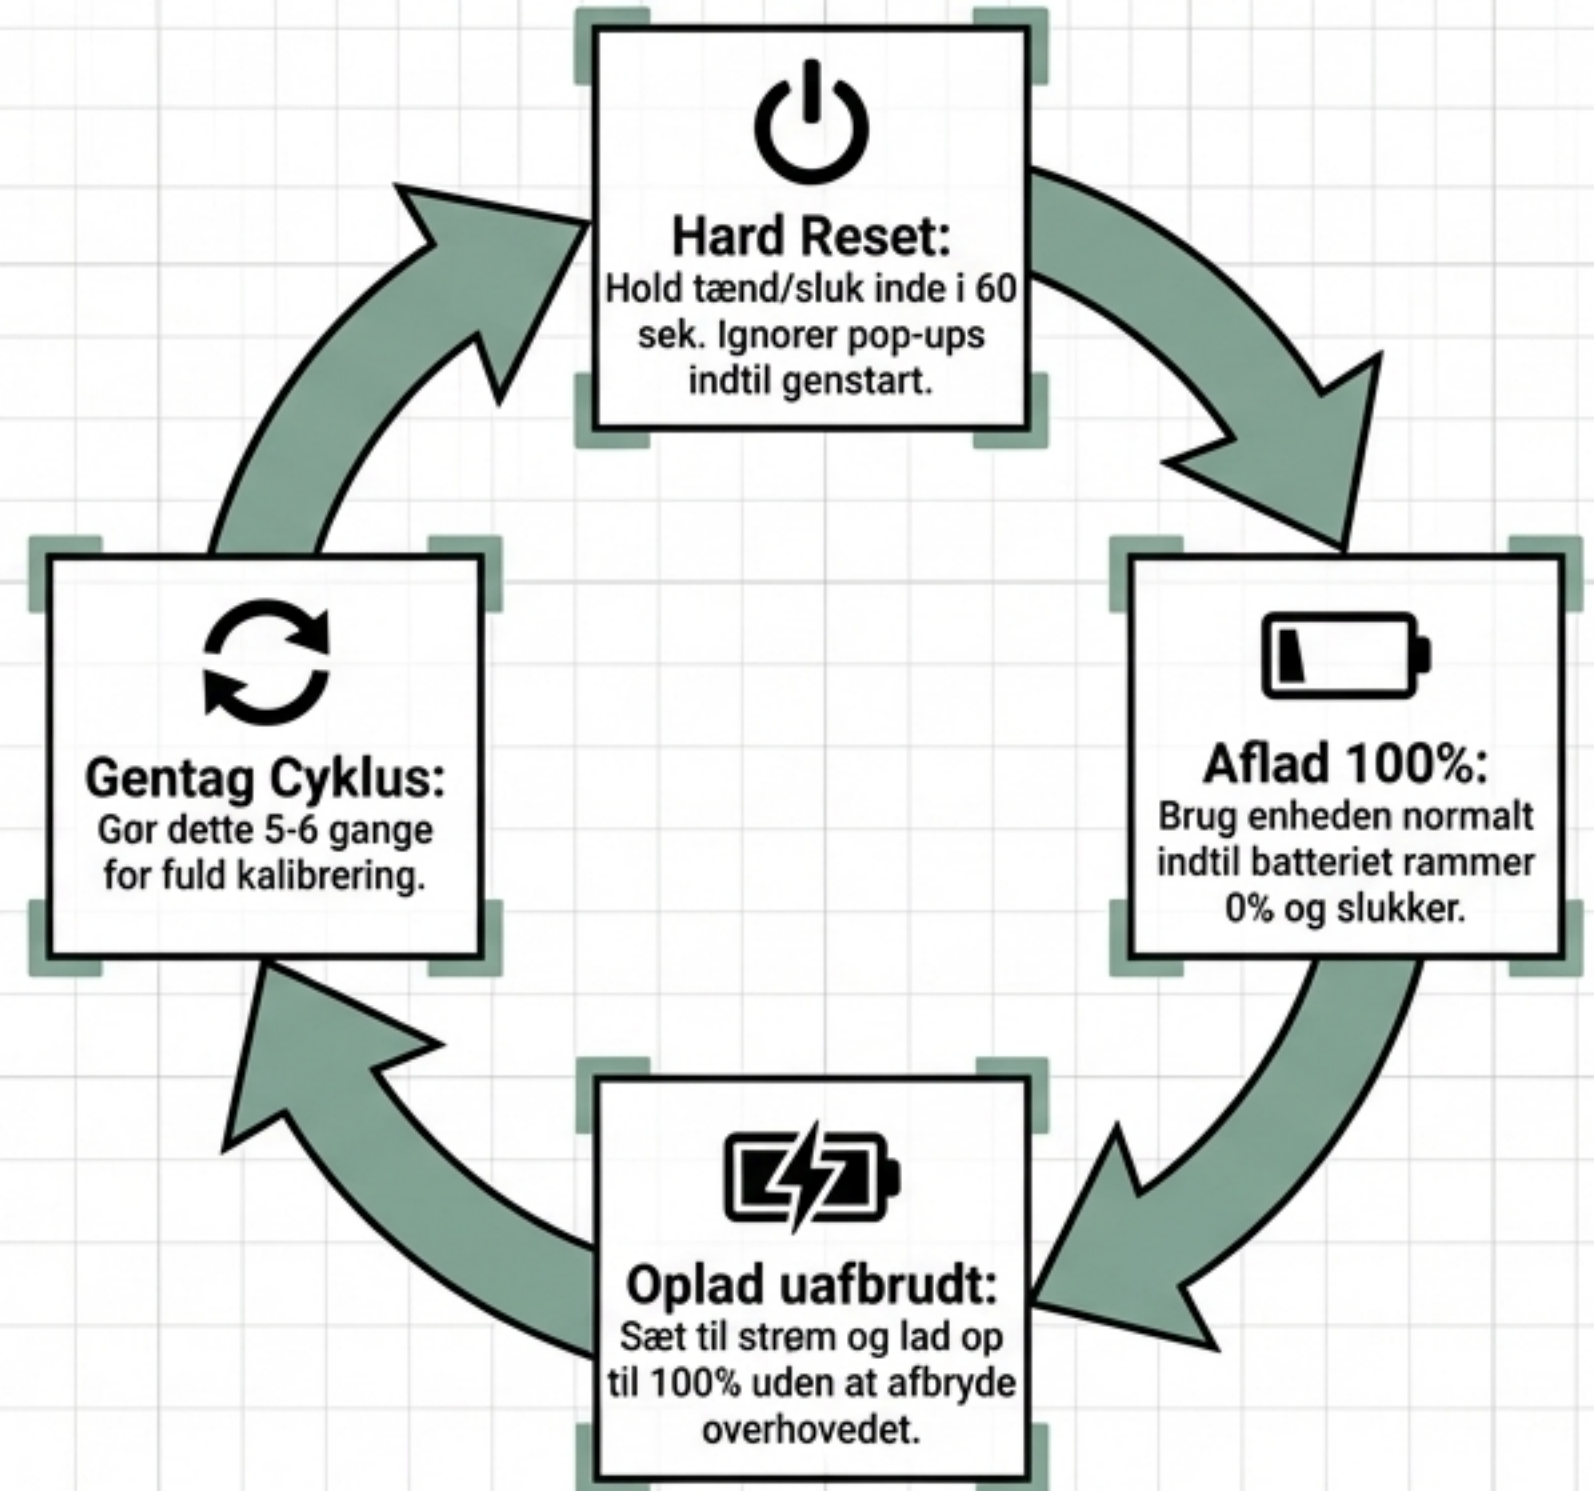 Hard Reset:
Hold tænd/sluk inde i 60
sek. Ignorer pop-ups
indtil genstart.
Aflad 100%:
Brug enheden normalt
indtil batteriet rammer
0% og slukker.
Oplad uafbrudt:
Sæt til strøm og lad op
til 100% uden at afbryde
overhovedet.
Gentag Cyklus:
Gør dette 5-6 gange
for fuld kalibrering.